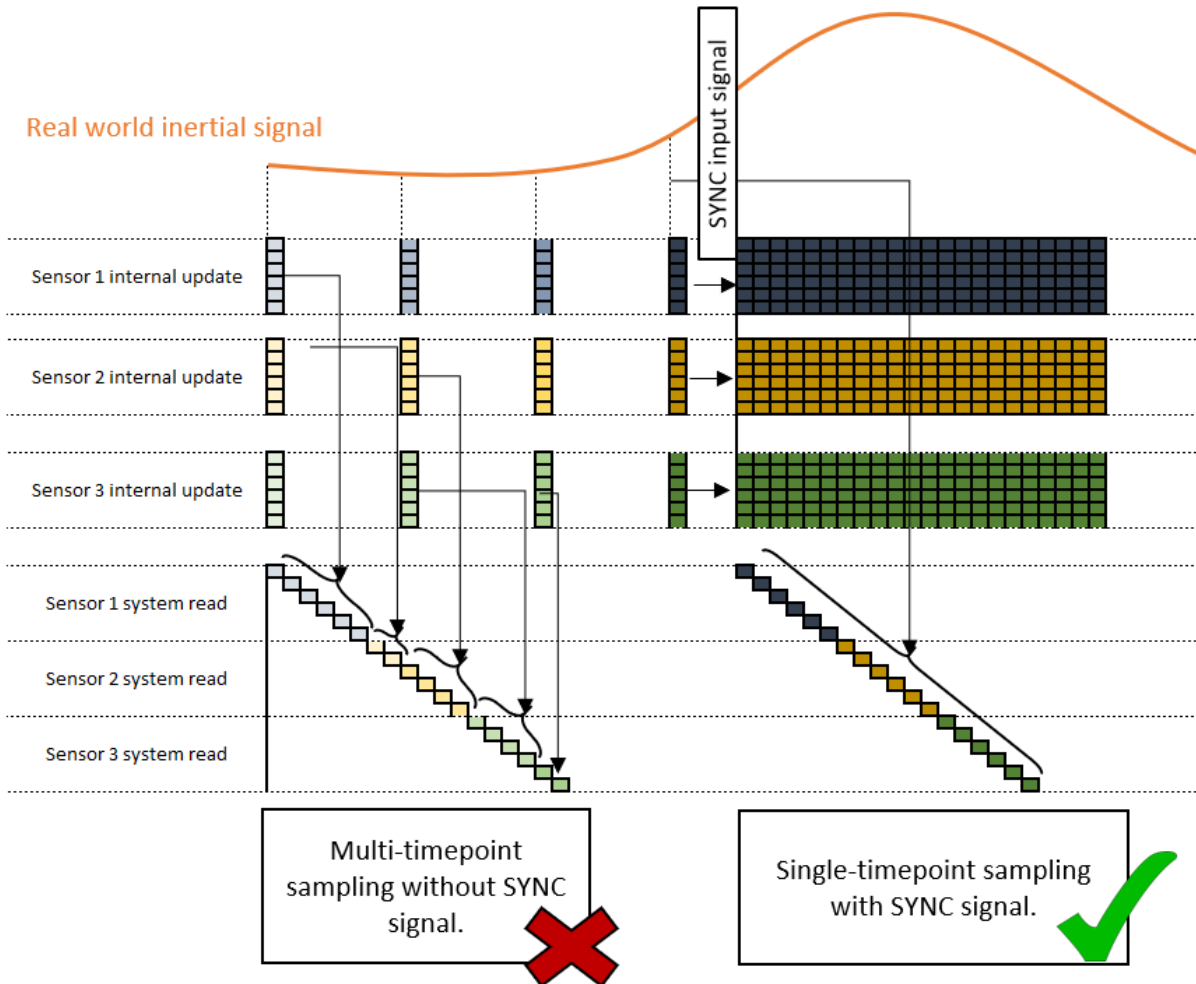 SYNC input signal
Real world inertial signal
Sensor 1 internal update
Sensor 2 internal update
Sensor 3 internal update
Sensor 1 system read
Sensor 2 system read
Sensor 3 system read
Multi-timepoint
sampling without SYNC
signal.
Single-timepoint sampling
with SYNC signal.